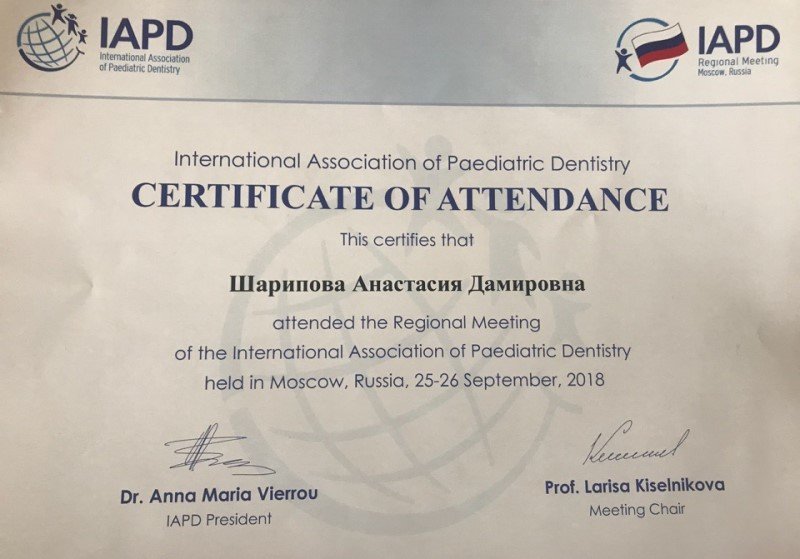 IAPD
International Association
of Paediatric Dentistry
IAPD
Regional Meeting
Moscow, Russia
International Association of Paediatric Dentistry
CERTIFICATE OF ATTENDANCE
This certifies that
Шарипова Анастасия Дамировна
attended the Regional Meeting
of the International Association of Paediatric Dentistry
held in Moscow, Russia, 25-26 September, 2018
Dr. Anna Maria Vierrou
IAPD President
Prof. Larisa Kiselnikova
Meeting Chair